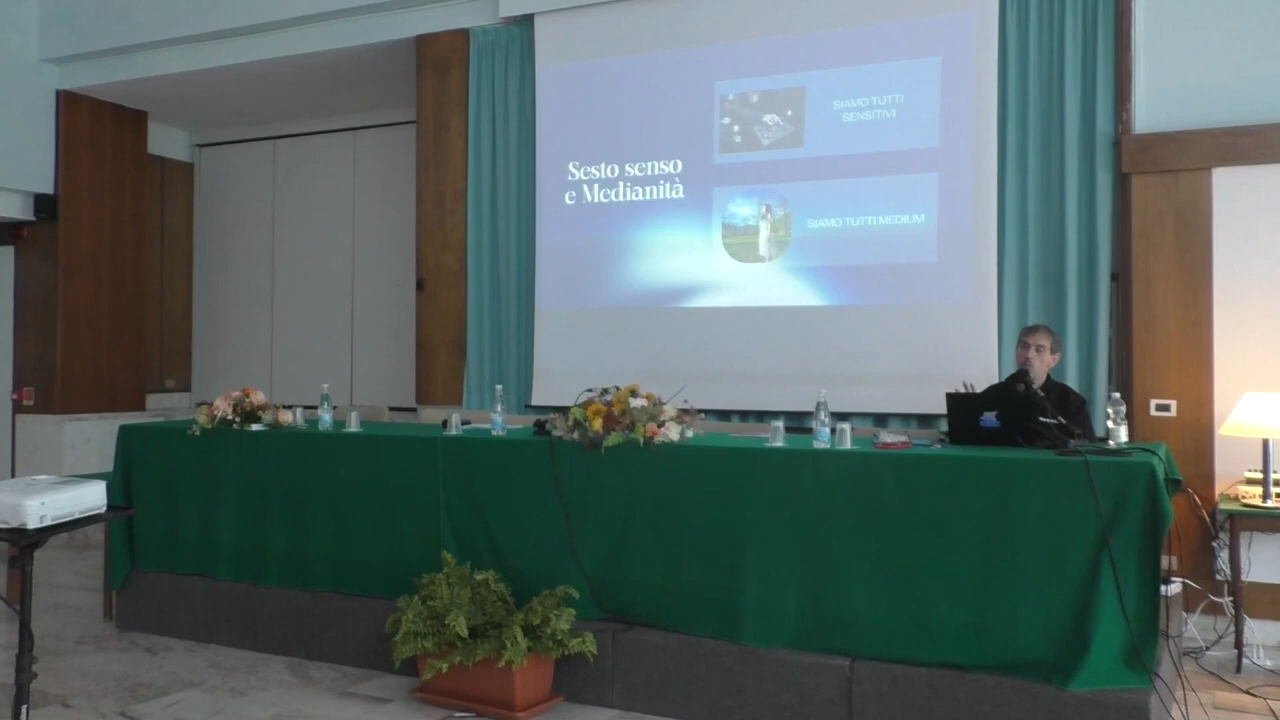 Sesto senso
e Medianità
SIAMO TUTTI
SENSITIVI
SIAMO TUTTI MEDIUM